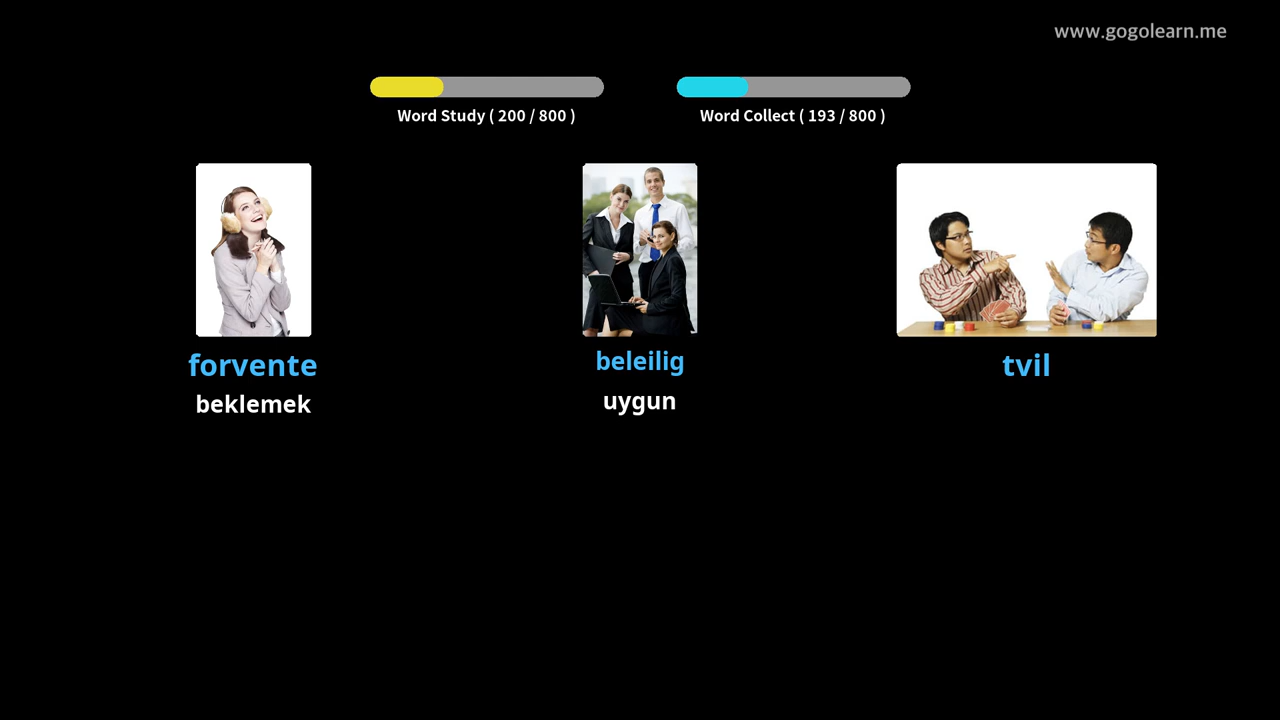 www.gogolearn.me
Word Study ( 200 / 800 )
Word Collect ( 193 / 800 )
forvente
beleilig
tvil
beklemek
uygun